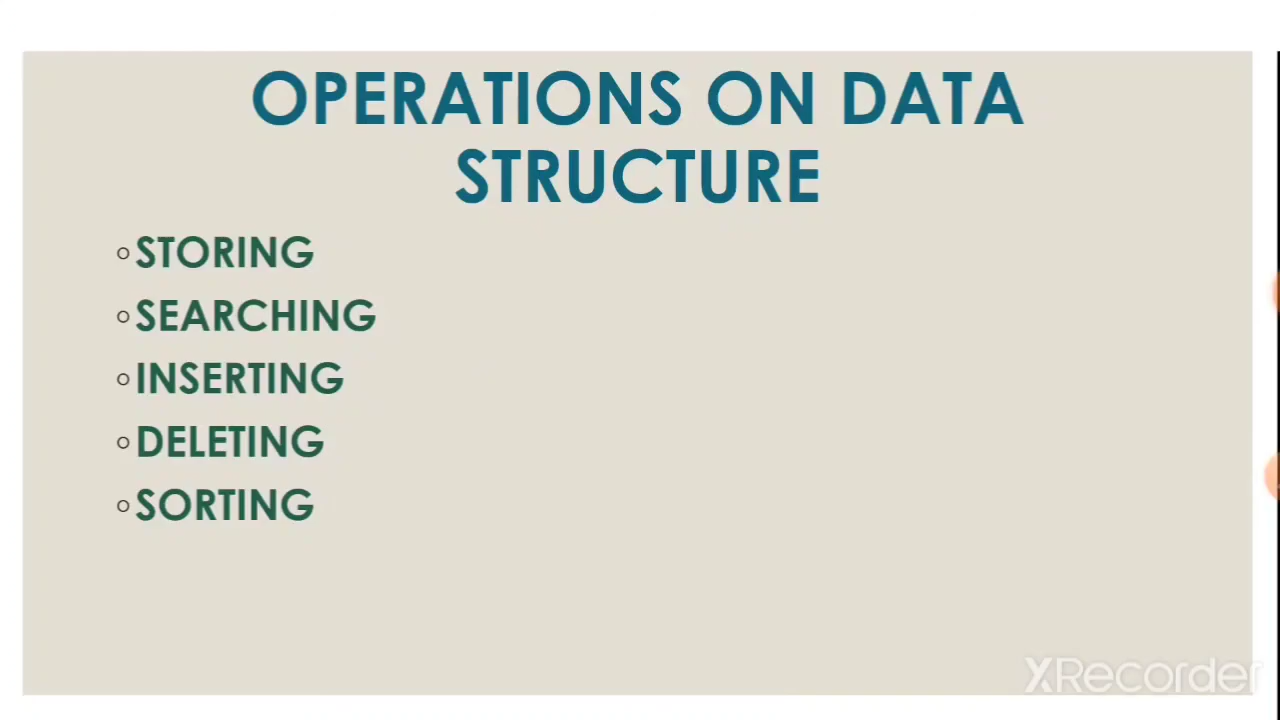 OPERATIONS ON DATA
STRUCTURE
◦STORING
◦SEARCHING
◦INSERTING
◦DELETING
◦SORTING
XRecorder